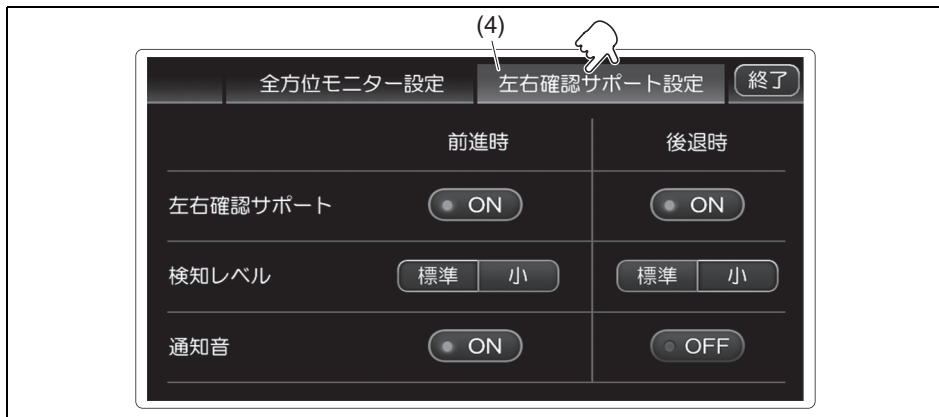 (4)
全方位モニター設定 左右確認サポート設定 終了
前進時 後退時
左右確認サポート ON ON
検知レベル 標準 小 標準 小
通知音 ON OFF